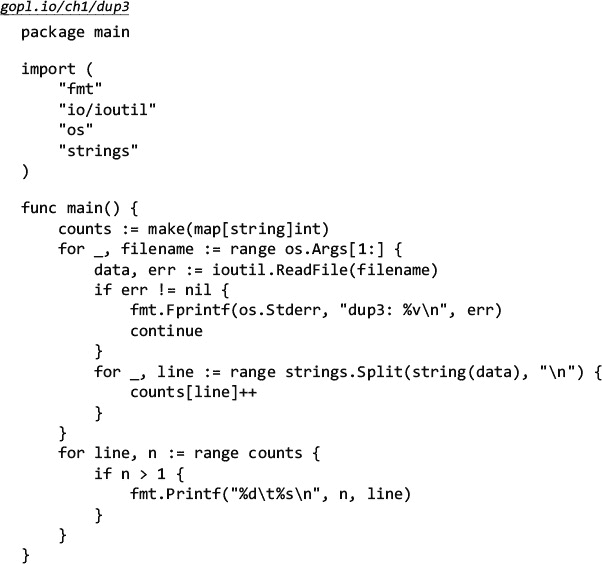 gopl.io/ch1/dup3
package main
import (
"fmt"
"io/ioutil"
"os"
"strings"
)
func main() {
counts := make(map[string]int)
for _, filename := range os.Args[1:] {
data, err := ioutil.ReadFile(filename)
if err != nil {
fmt.Fprintf(os.Stderr, "dup3: %v\n", err)
continue
}
for _, line := range strings.Split(string(data), "\n") {
counts[line]++
}
}
for line, n := range counts {
if n > 1 {
fmt.Printf("%d\t%s\n", n, line)
}
}
}